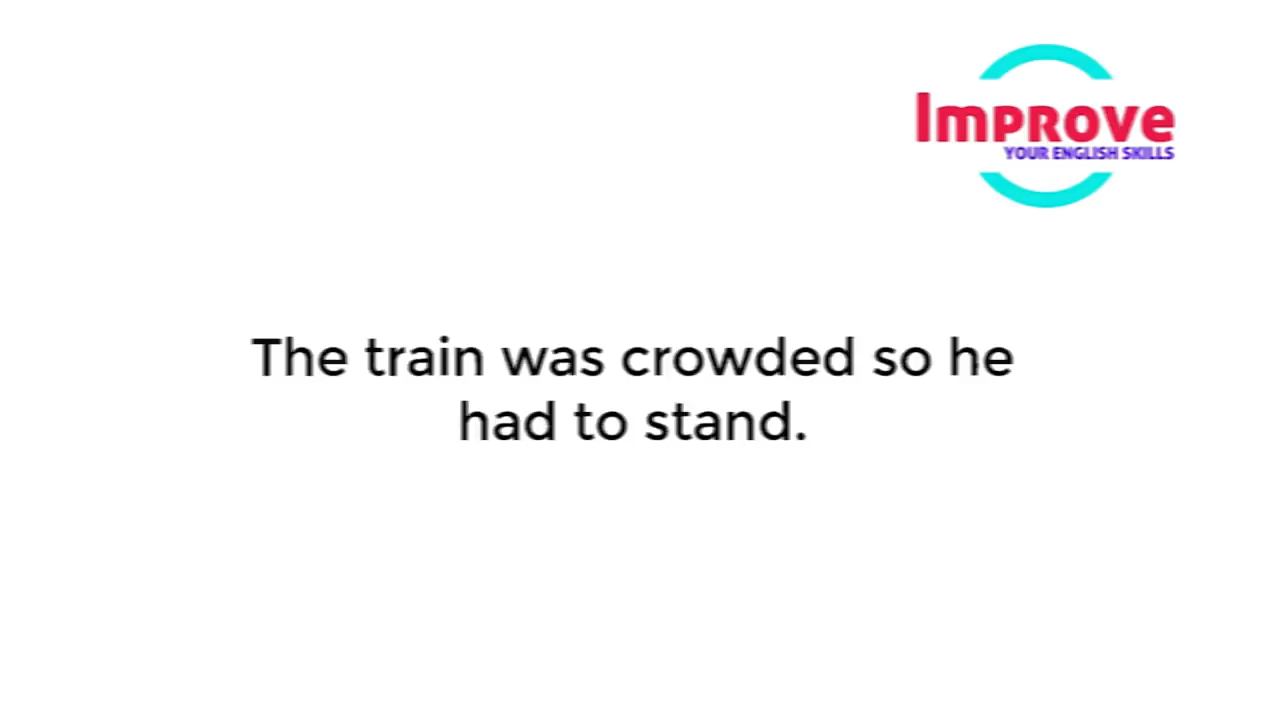 Improve
YOUR ENGLISH SKILLS
The train was crowded so he
had to stand.